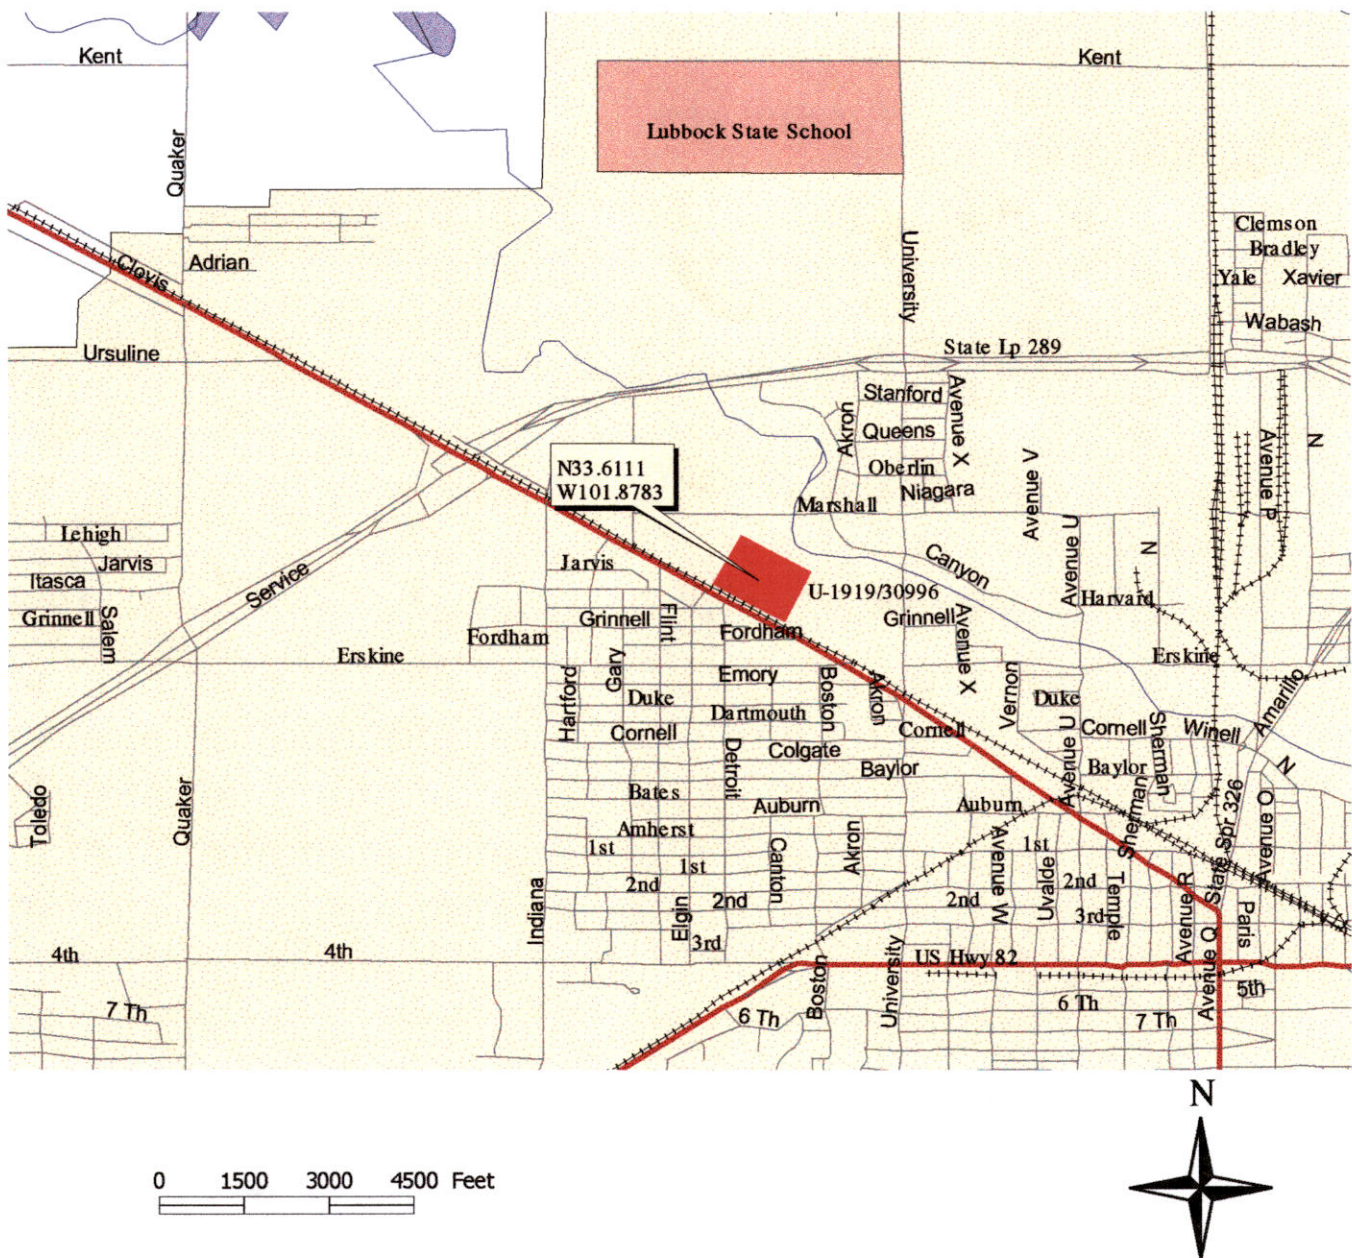 Kent
Kent
Lubbock State School
Quaker
Clemson
Bradley
Adrian
University
Yale
Xavier
Clovis
Wabash
Ursuline
State Lp 289
Stanford
Avenue X
Akron
Queens
N
Avenue P
N33.6111
W101.8783
Oberlin
Avenue V
Niagara
Marshall
Lehigh
Avenue U
Canyon
N
Jarvis
Jarvis
Itasca
Service
U-1919/30996
Harvard
Grinnell
Salem
Grinnell
Flint
Fordham
Grinnell
Avenue X
Fordham
Erskine
Erskine
Gary
Emory
Hartford
Duke
Boston
Akron
Vernon
Duke
Amarillo
Dartmouth
Cornell
Cornell
Cornell
Sherman
Winell
Colgate
Detroit
Baylor
Avenue U
Baylor
N
Toledo
Quaker
Bates
Auburn
Auburn
Sherman
State Spr 326
Avenue O
Amherst
1st
1st
Canton
Akron
Avenue W
1st
Uvalde
2nd
2nd
2nd
2nd
Temple
Avenue R
Indiana
Elgin
3rd
3rd
Paris
4th
4th
University
US Hwy 82
Avenue Q
Boston
5th
7 Th
6 Th
6 Th
7 Th
N
0 1500 3000 4500 Feet